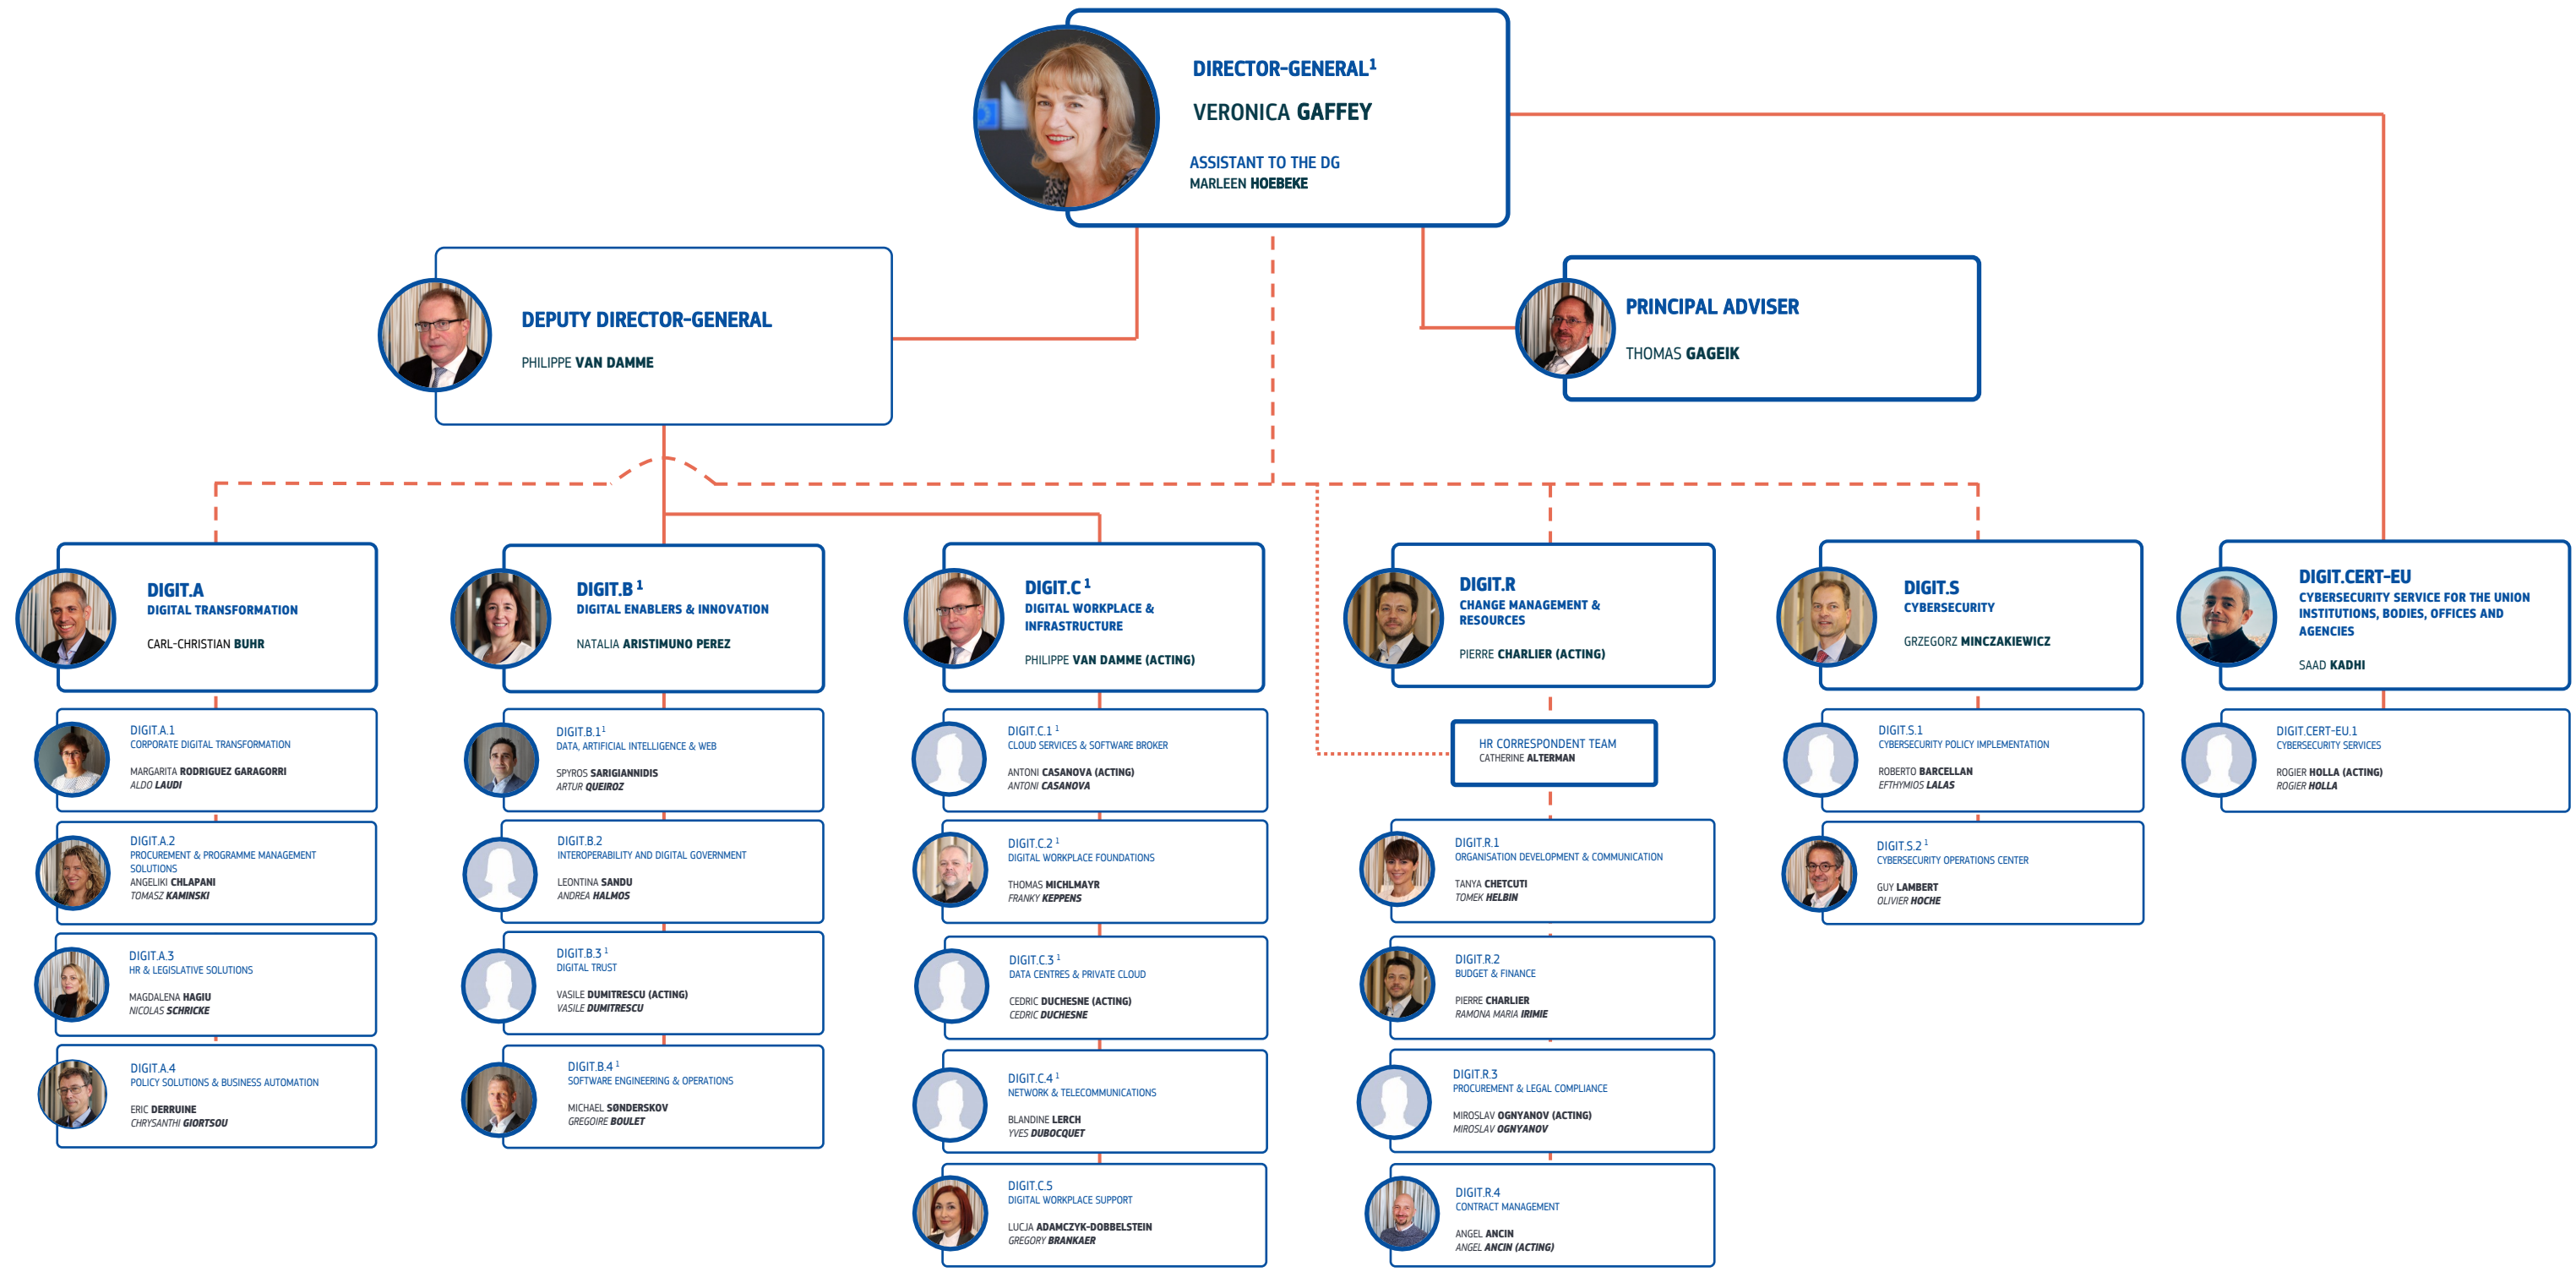 DIRECTOR-GENERAL¹
VERONICA GAFFEY
ASSISTANT TO THE DG
MARLEEN HOEBEKE
DEPUTY DIRECTOR-GENERAL
PHILIPPE VAN DAMME
PRINCIPAL ADVISER
THOMAS GAGEIK
DIGIT.A
DIGITAL TRANSFORMATION
CARL-CHRISTIAN BUHR
DIGIT.A.1
CORPORATE DIGITAL TRANSFORMATION
MARGARITA RODRIGUEZ GARAGORRI
ALDO LAUDI
DIGIT.A.2
PROCUREMENT & PROGRAMME MANAGEMENT
SOLUTIONS
ANGELIKI CHLAPANI
TOMASZ KAMINSKI
DIGIT.A.3
HR & LEGISLATIVE SOLUTIONS
MAGDALENA HAGIU
NICOLAS SCHRICKE
DIGIT.A.4
POLICY SOLUTIONS & BUSINESS AUTOMATION
ERIC DERRUINE
CHRYSANTHI GIORTSOU
DIGIT.B ¹
DIGITAL ENABLERS & INNOVATION
NATALIA ARISTIMUNO PEREZ
DIGIT.B.1¹
DATA, ARTIFICIAL INTELLIGENCE & WEB
SPYROS SARIGIANNIDIS
ARTUR QUEIROZ
DIGIT.B.2
INTEROPERABILITY AND DIGITAL GOVERNMENT
LEONTINA SANDU
ANDREA HALMOS
DIGIT.B.3 ¹
DIGITAL TRUST
VASILE DUMITRESCU (ACTING)
VASILE DUMITRESCU
DIGIT.B.4 ¹
SOFTWARE ENGINEERING & OPERATIONS
MICHAEL SØNDERSKOV
GREGOIRE BOULET
DIGIT.C ¹
DIGITAL WORKPLACE &
INFRASTRUCTURE
PHILIPPE VAN DAMME (ACTING)
DIGIT.C.1 ¹
CLOUD SERVICES & SOFTWARE BROKER
ANTONI CASANOVA (ACTING)
ANTONI CASANOVA
DIGIT.C.2 ¹
DIGITAL WORKPLACE FOUNDATIONS
THOMAS MICHLMAYR
FRANKY KEPPENS
DIGIT.C.3 ¹
DATA CENTRES & PRIVATE CLOUD
CEDRIC DUCHESNE (ACTING)
CEDRIC DUCHESNE
DIGIT.C.4 ¹
NETWORK & TELECOMMUNICATIONS
BLANDINE LERCH
YVES DUBOCQUET
DIGIT.C.5
DIGITAL WORKPLACE SUPPORT
LUCJA ADAMCZYK-DOBBELSTEIN
GREGORY BRANKAER
DIGIT.R
CHANGE MANAGEMENT &
RESOURCES
PIERRE CHARLIER (ACTING)
HR CORRESPONDENT TEAM
CATHERINE ALTERMAN
DIGIT.R.1
ORGANISATION DEVELOPMENT & COMMUNICATION
TANYA CHETCUTI
TOMEK HELBIN
DIGIT.R.2
BUDGET & FINANCE
PIERRE CHARLIER
RAMONA MARIA IRIMIE
DIGIT.R.3
PROCUREMENT & LEGAL COMPLIANCE
MIROSLAV OGNYANOV (ACTING)
MIROSLAV OGNYANOV
DIGIT.R.4
CONTRACT MANAGEMENT
ANGEL ANCIN
ANGEL ANCIN (ACTING)
DIGIT.S
CYBERSECURITY
GRZEGORZ MINCZAKIEWICZ
DIGIT.S.1
CYBERSECURITY POLICY IMPLEMENTATION
ROBERTO BARCELLAN
EFTHYMIOS LALAS
DIGIT.S.2 ¹
CYBERSECURITY OPERATIONS CENTER
GUY LAMBERT
OLIVIER HOCHE
DIGIT.CERT-EU
CYBERSECURITY SERVICE FOR THE UNION
INSTITUTIONS, BODIES, OFFICES AND
AGENCIES
SAAD KADHI
DIGIT.CERT-EU.1
CYBERSECURITY SERVICES
ROGIER HOLLA (ACTING)
ROGIER HOLLA